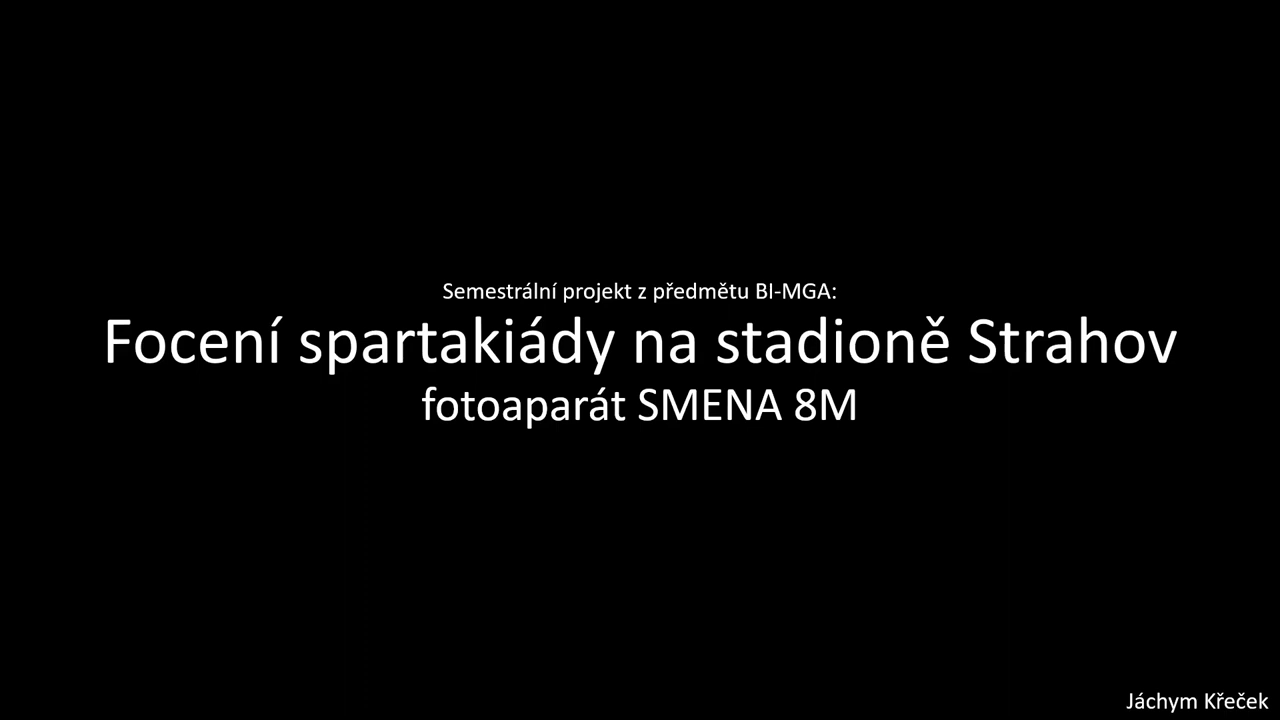 Semestrální projekt z předmětu BI-MGA:
Focení spartakiády na stadioně Strahov
fotoaparát SMENA 8M
Jáchym Křeček